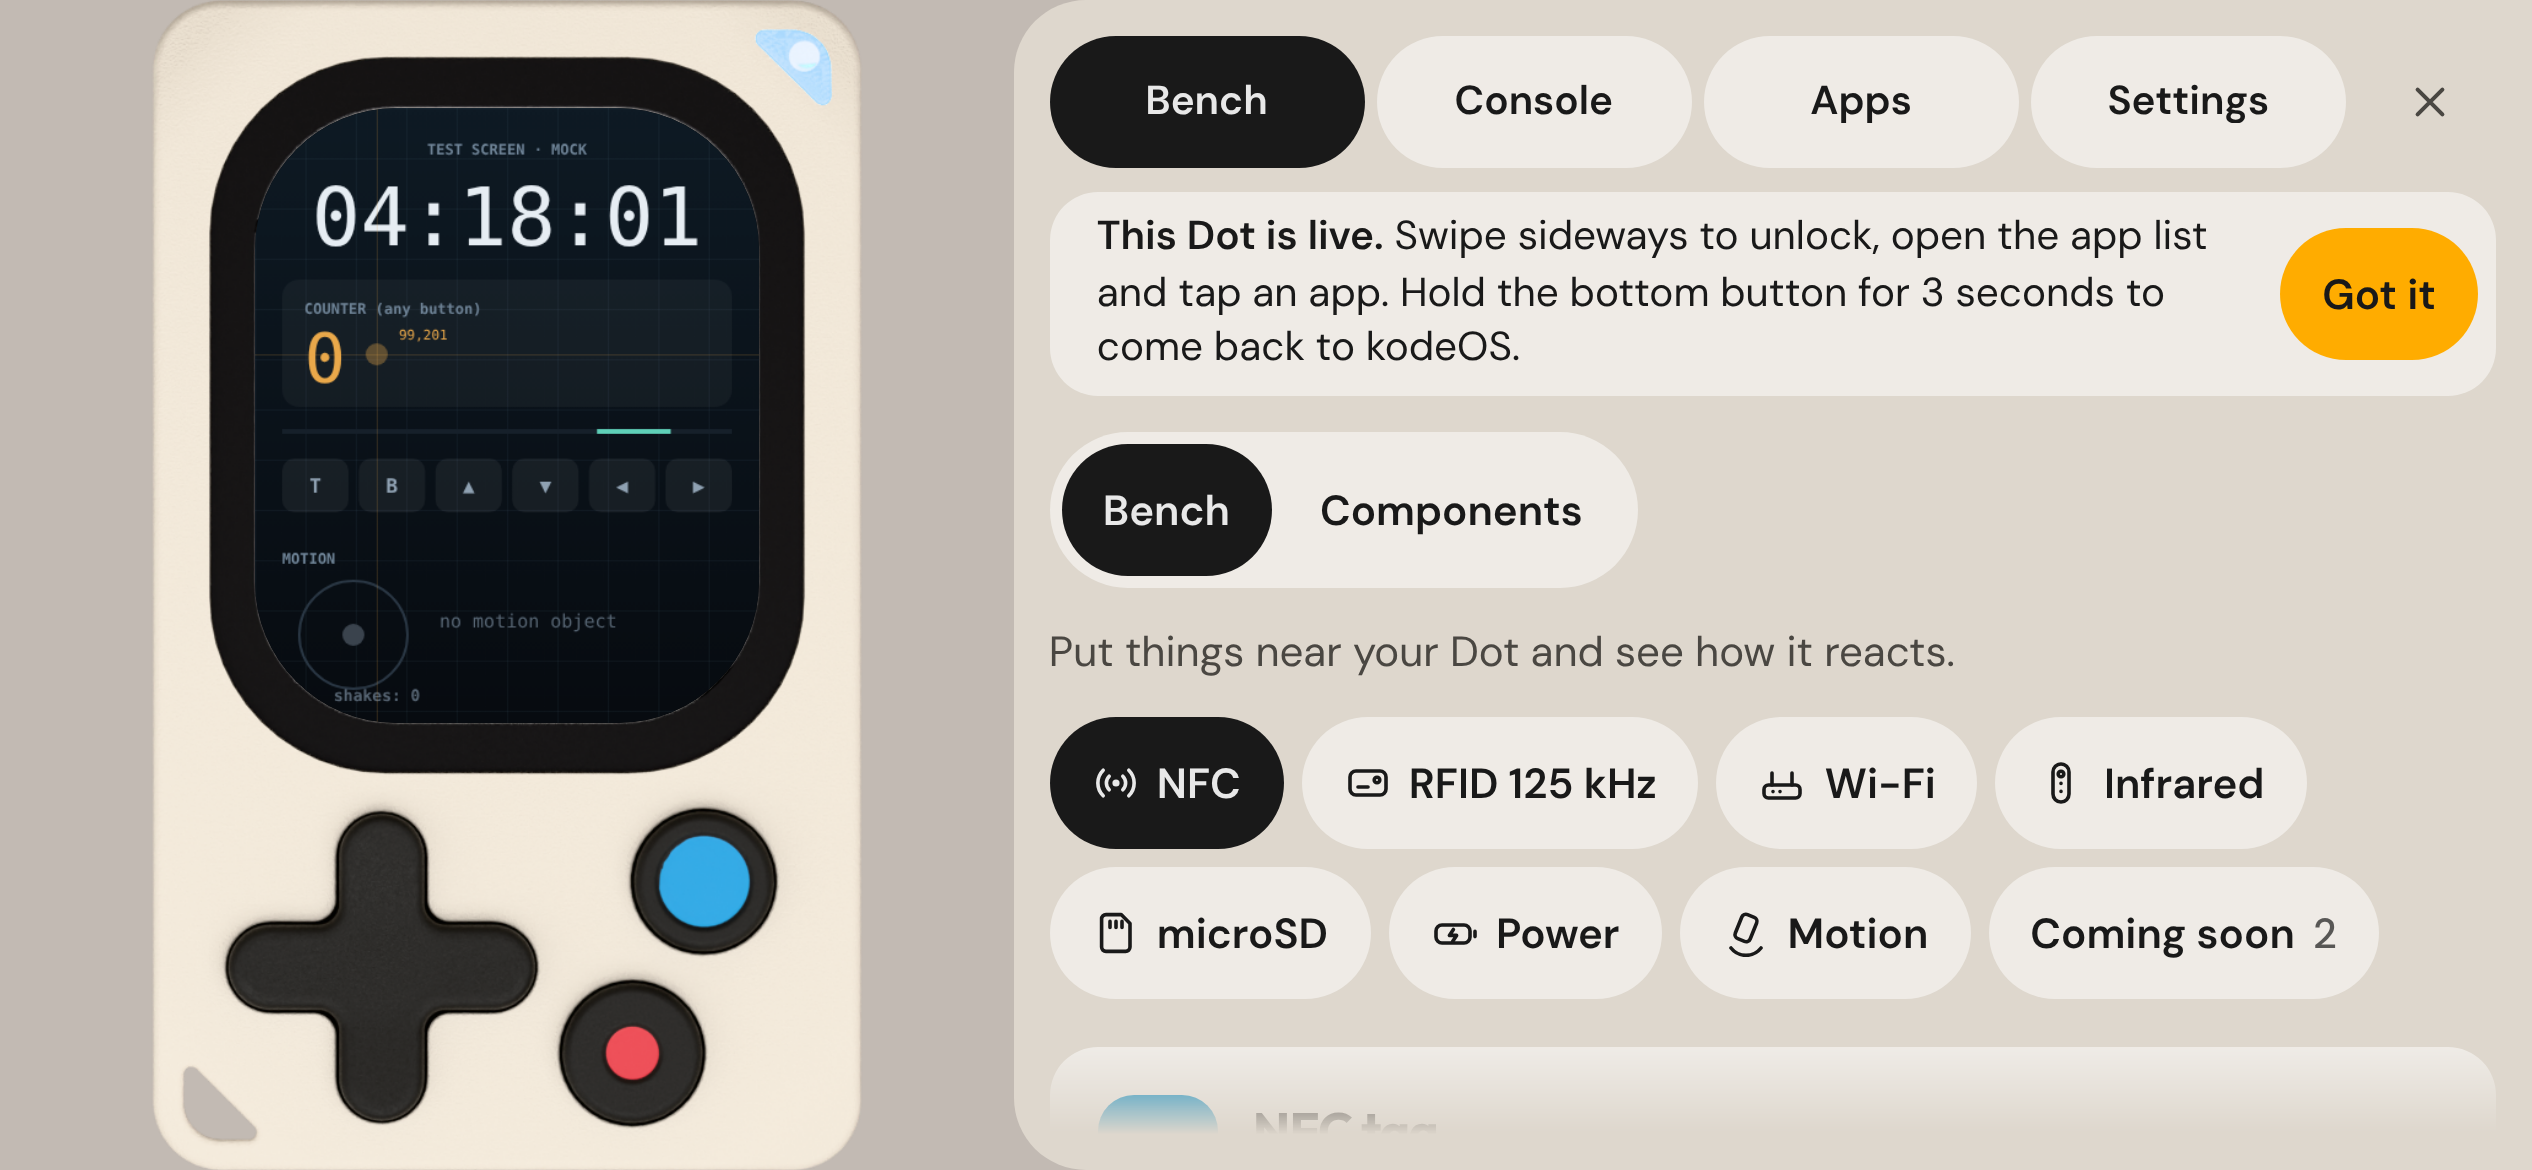 TEST SCREEN · MOCK
04:18:01
COUNTER (any button)
99,201
0
T B ▲ ▼ ◀ ▶
MOTION
no motion object
shakes: 0
Bench
Console
Apps
Settings
This Dot is live. Swipe sideways to unlock, open the app list
and tap an app. Hold the bottom button for 3 seconds to
come back to kodeOS.
Got it
Bench
Components
Put things near your Dot and see how it reacts.
NFC
RFID 125 kHz
Wi-Fi
Infrared
microSD
Power
Motion
Coming soon 2
NFC tag